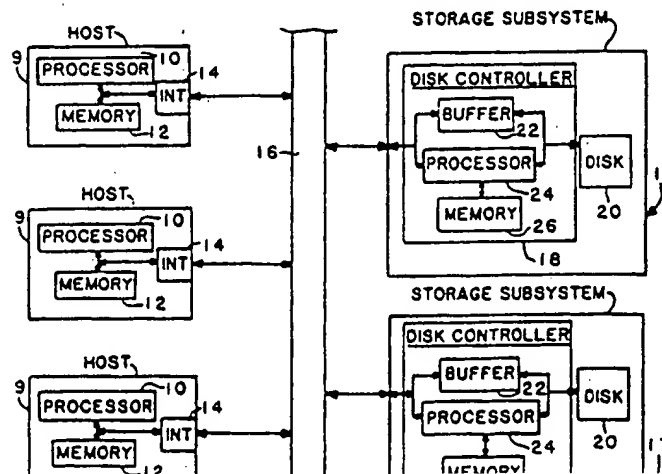 HOST
10
14
9
PROCESSOR
INT
MEMORY
12
HOST
10
14
9
PROCESSOR
INT
MEMORY
12
HOST
10
14
9
PROCESSOR
INT
MEMORY
12
16
STORAGE SUBSYSTEM
DISK CONTROLLER
BUFFER
22
PROCESSOR
24
DISK
20
MEMORY
26
18
STORAGE SUBSYSTEM
DISK CONTROLLER
BUFFER
22
PROCESSOR
24
DISK
20
MEMORY